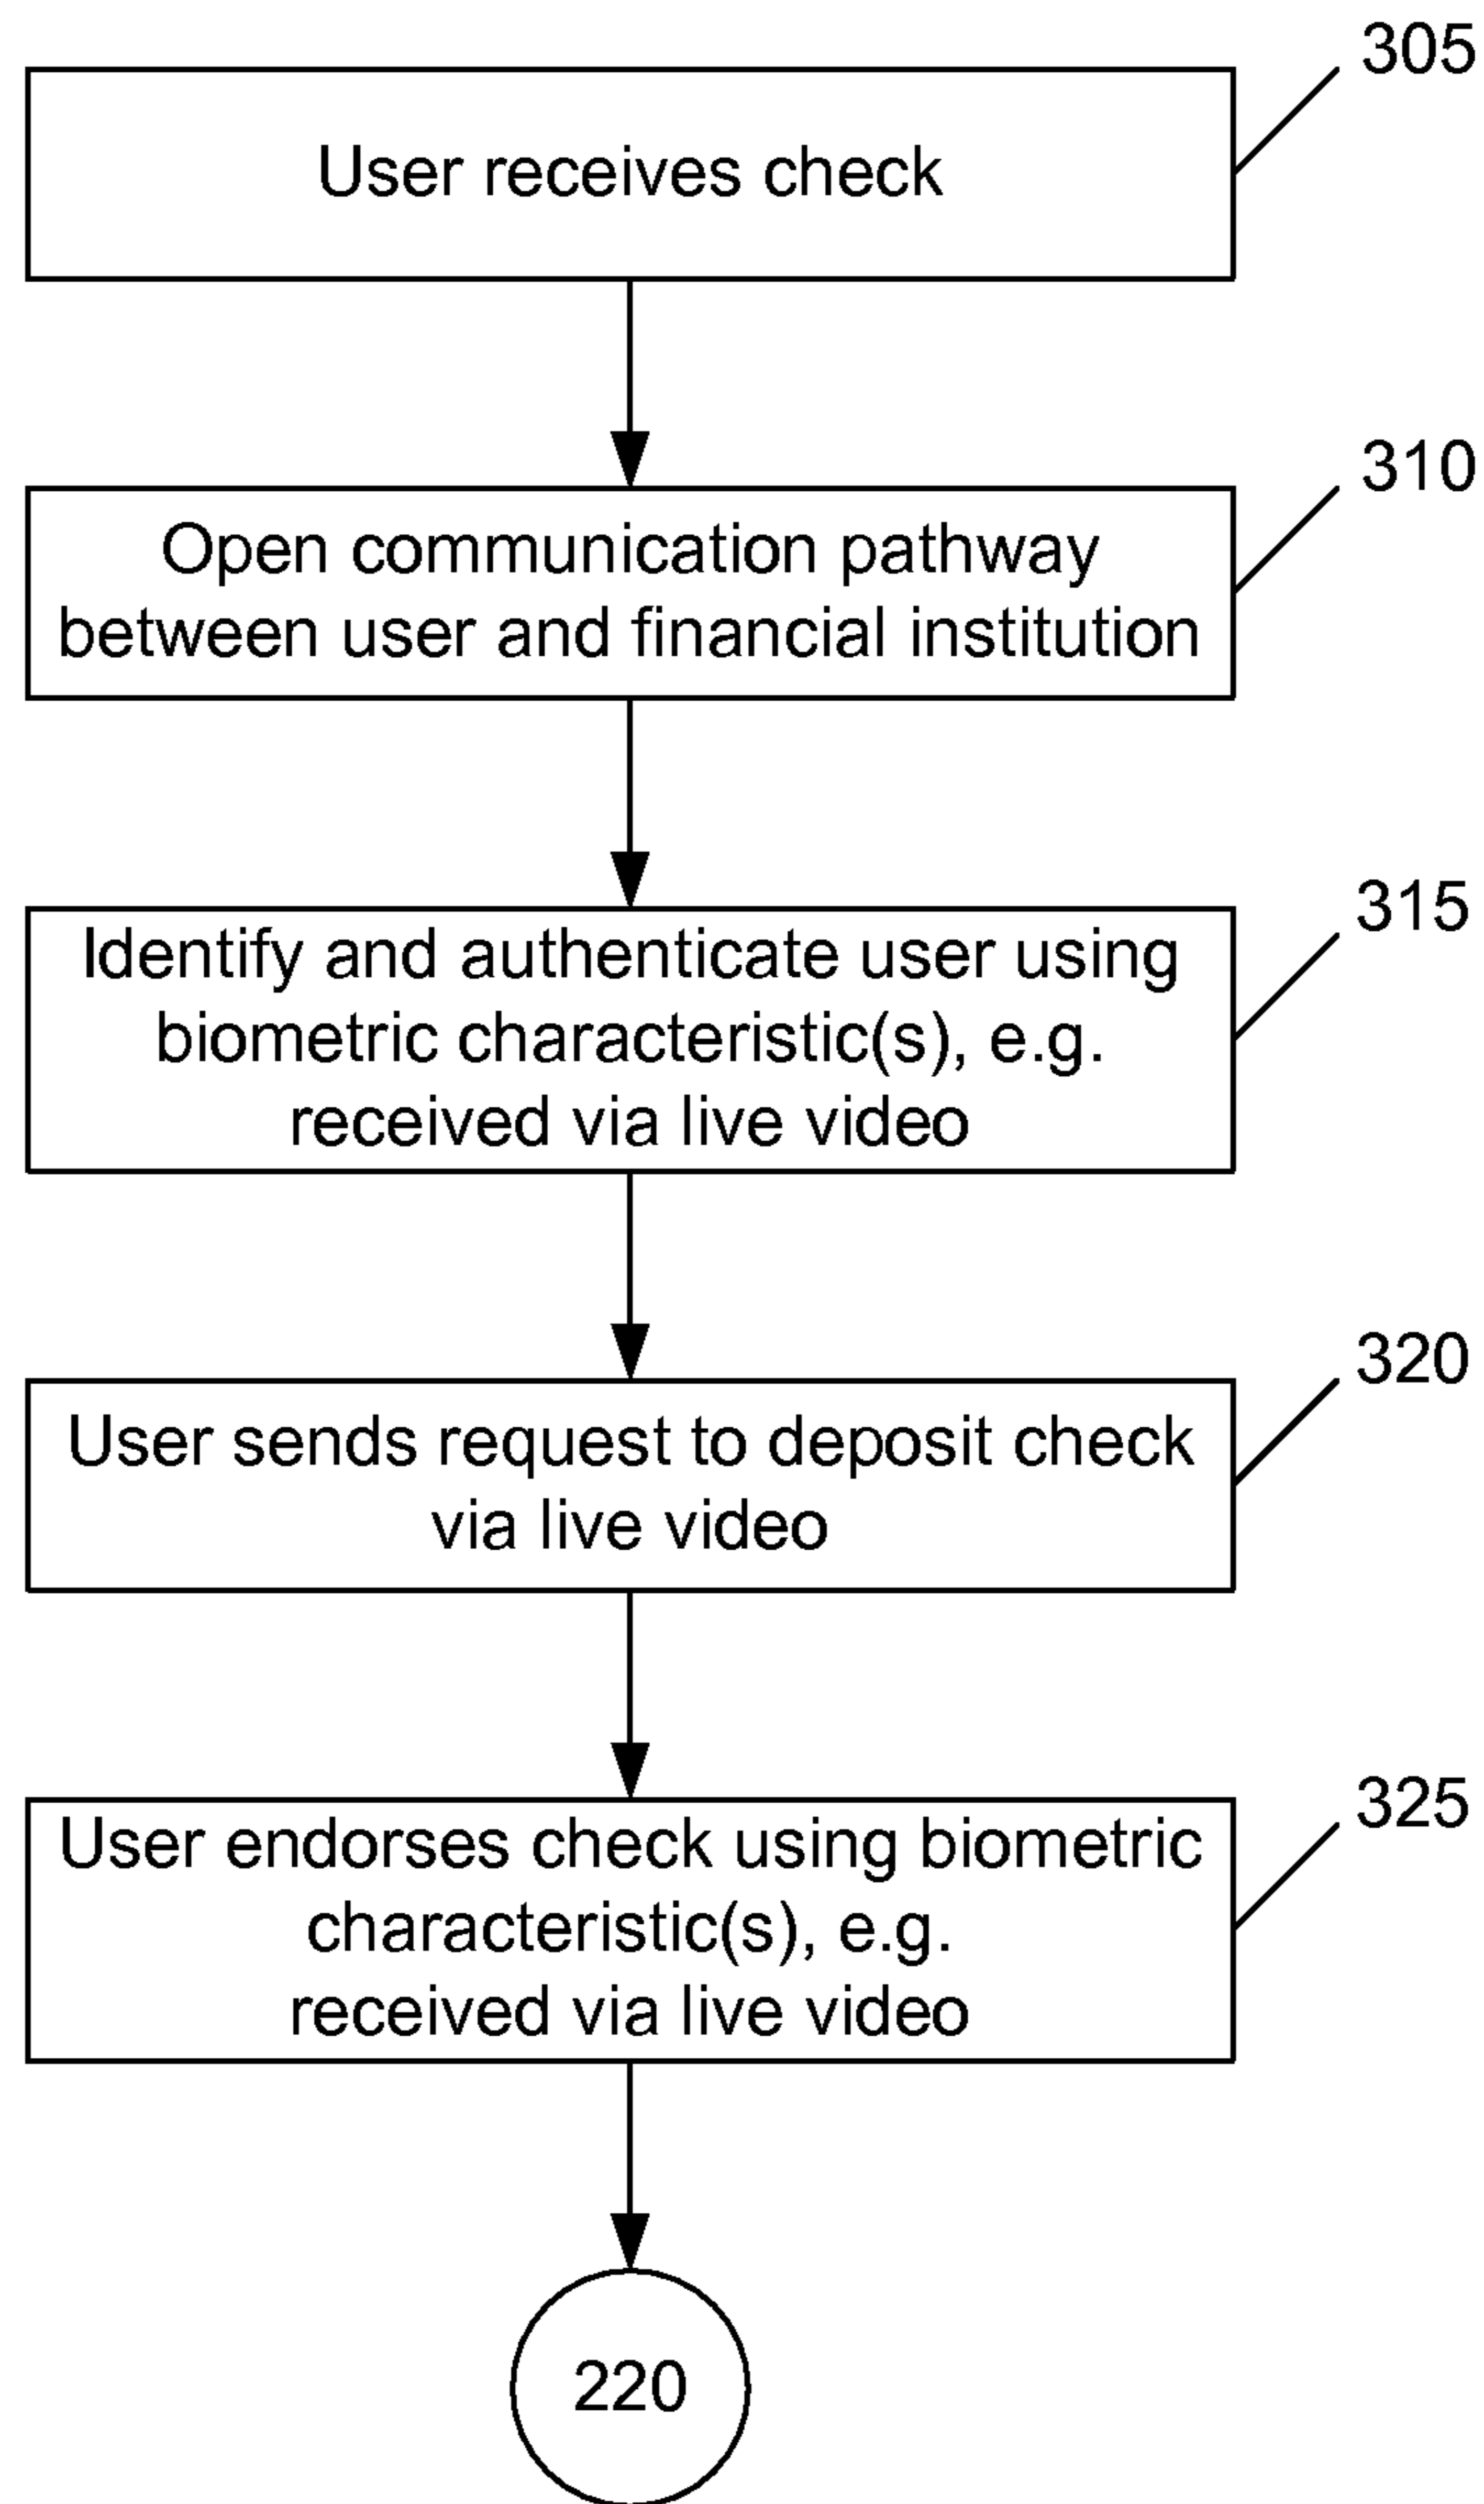 305
User receives check
310
Open communication pathway
between user and financial institution
315
Identify and authenticate user using
biometric characteristic(s), e.g.
received via live video
320
User sends request to deposit check
via live video
325
User endorses check using biometric
characteristic(s), e.g.
received via live video
220